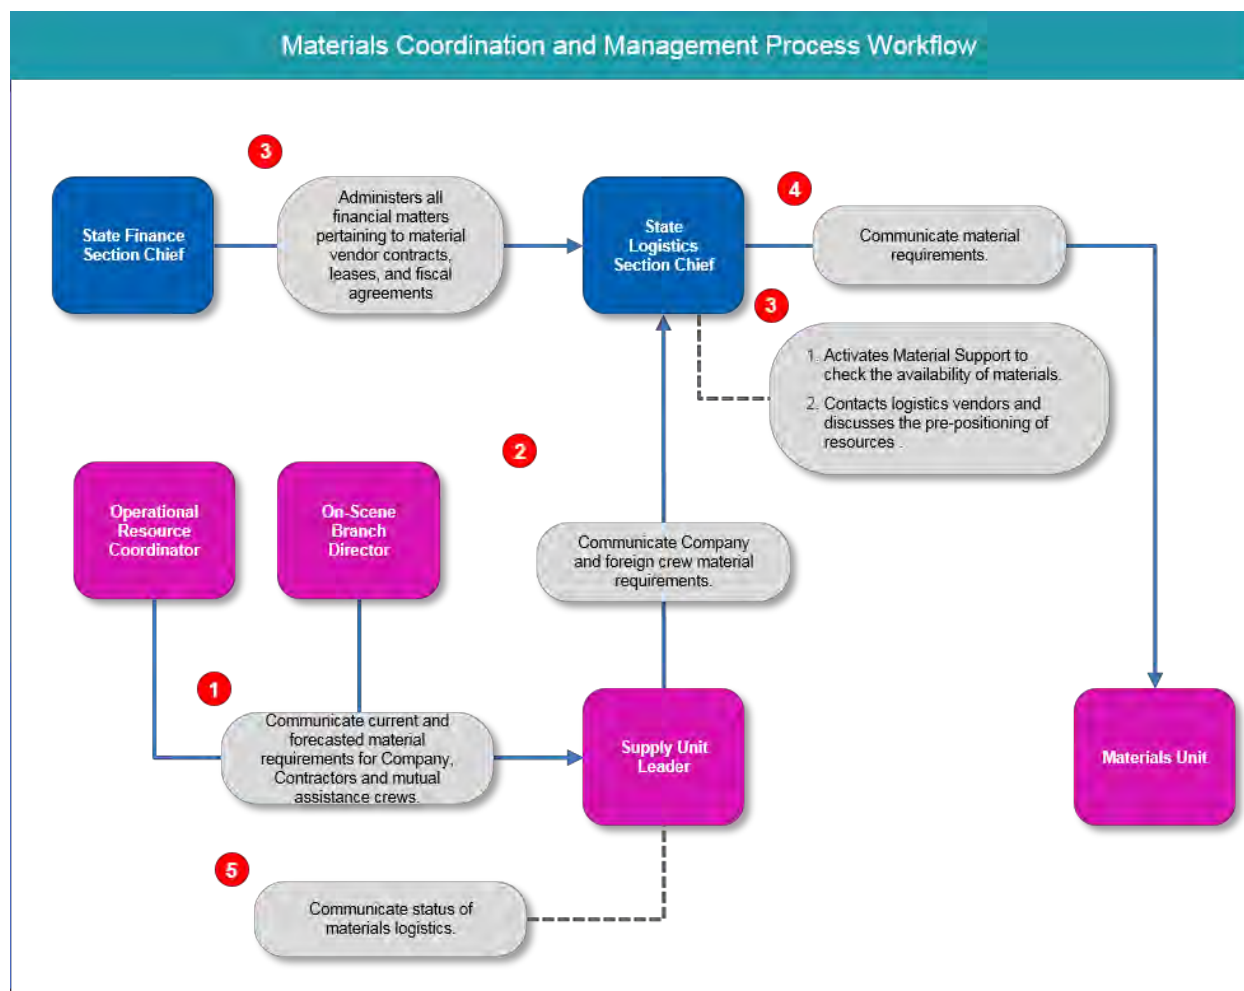 Materials Coordination and Management Process Workflow
3
State Finance
Section Chief
Administers all
financial matters
pertaining to material
vendor contracts,
leases, and fiscal
agreements
State
Logistics
Section Chief
4
Communicate material
requirements.
3
1. Activates Material Support to
check the availability of materials.
2. Contacts logistics vendors and
discusses the pre-positioning of
resources .
2
Operational
Resource
Coordinator
On-Scene
Branch
Director
Communicate Company
and foreign crew material
requirements.
1
Communicate current and
forecasted material
requirements for Company,
Contractors and mutual
assistance crews.
Supply Unit
Leader
Materials Unit
5
Communicate status of
materials logistics.